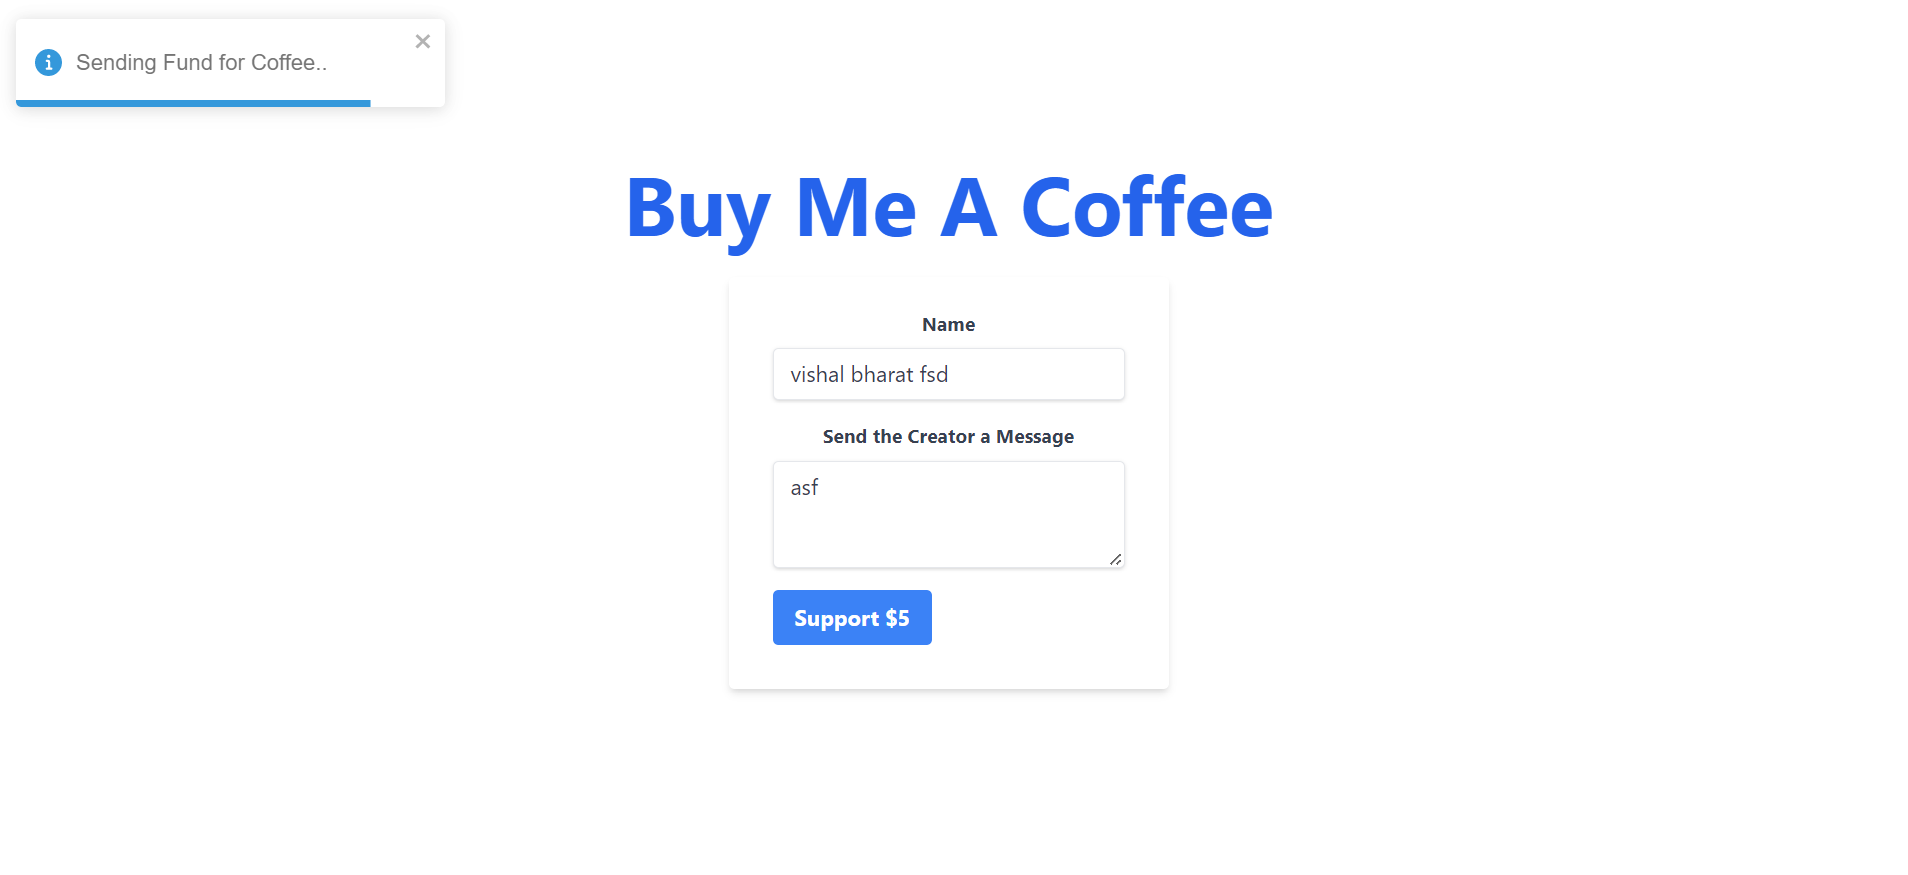 Sending Fund for Coffee..
Buy Me A Coffee
Name
vishal bharat fsd
Send the Creator a Message
asf
Support $5